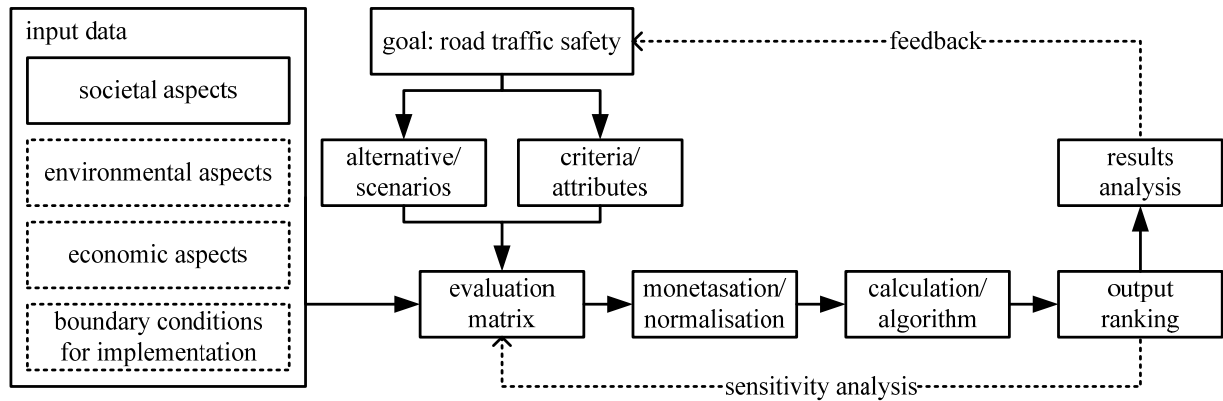 input data
societal aspects
environmental aspects
economic aspects
boundary conditions
for implementation
goal: road traffic safety
feedback
alternative/
scenarios
criteria/
attributes
results
analysis
evaluation
matrix
monetasation/
normalisation
calculation/
algorithm
output
ranking
sensitivity analysis